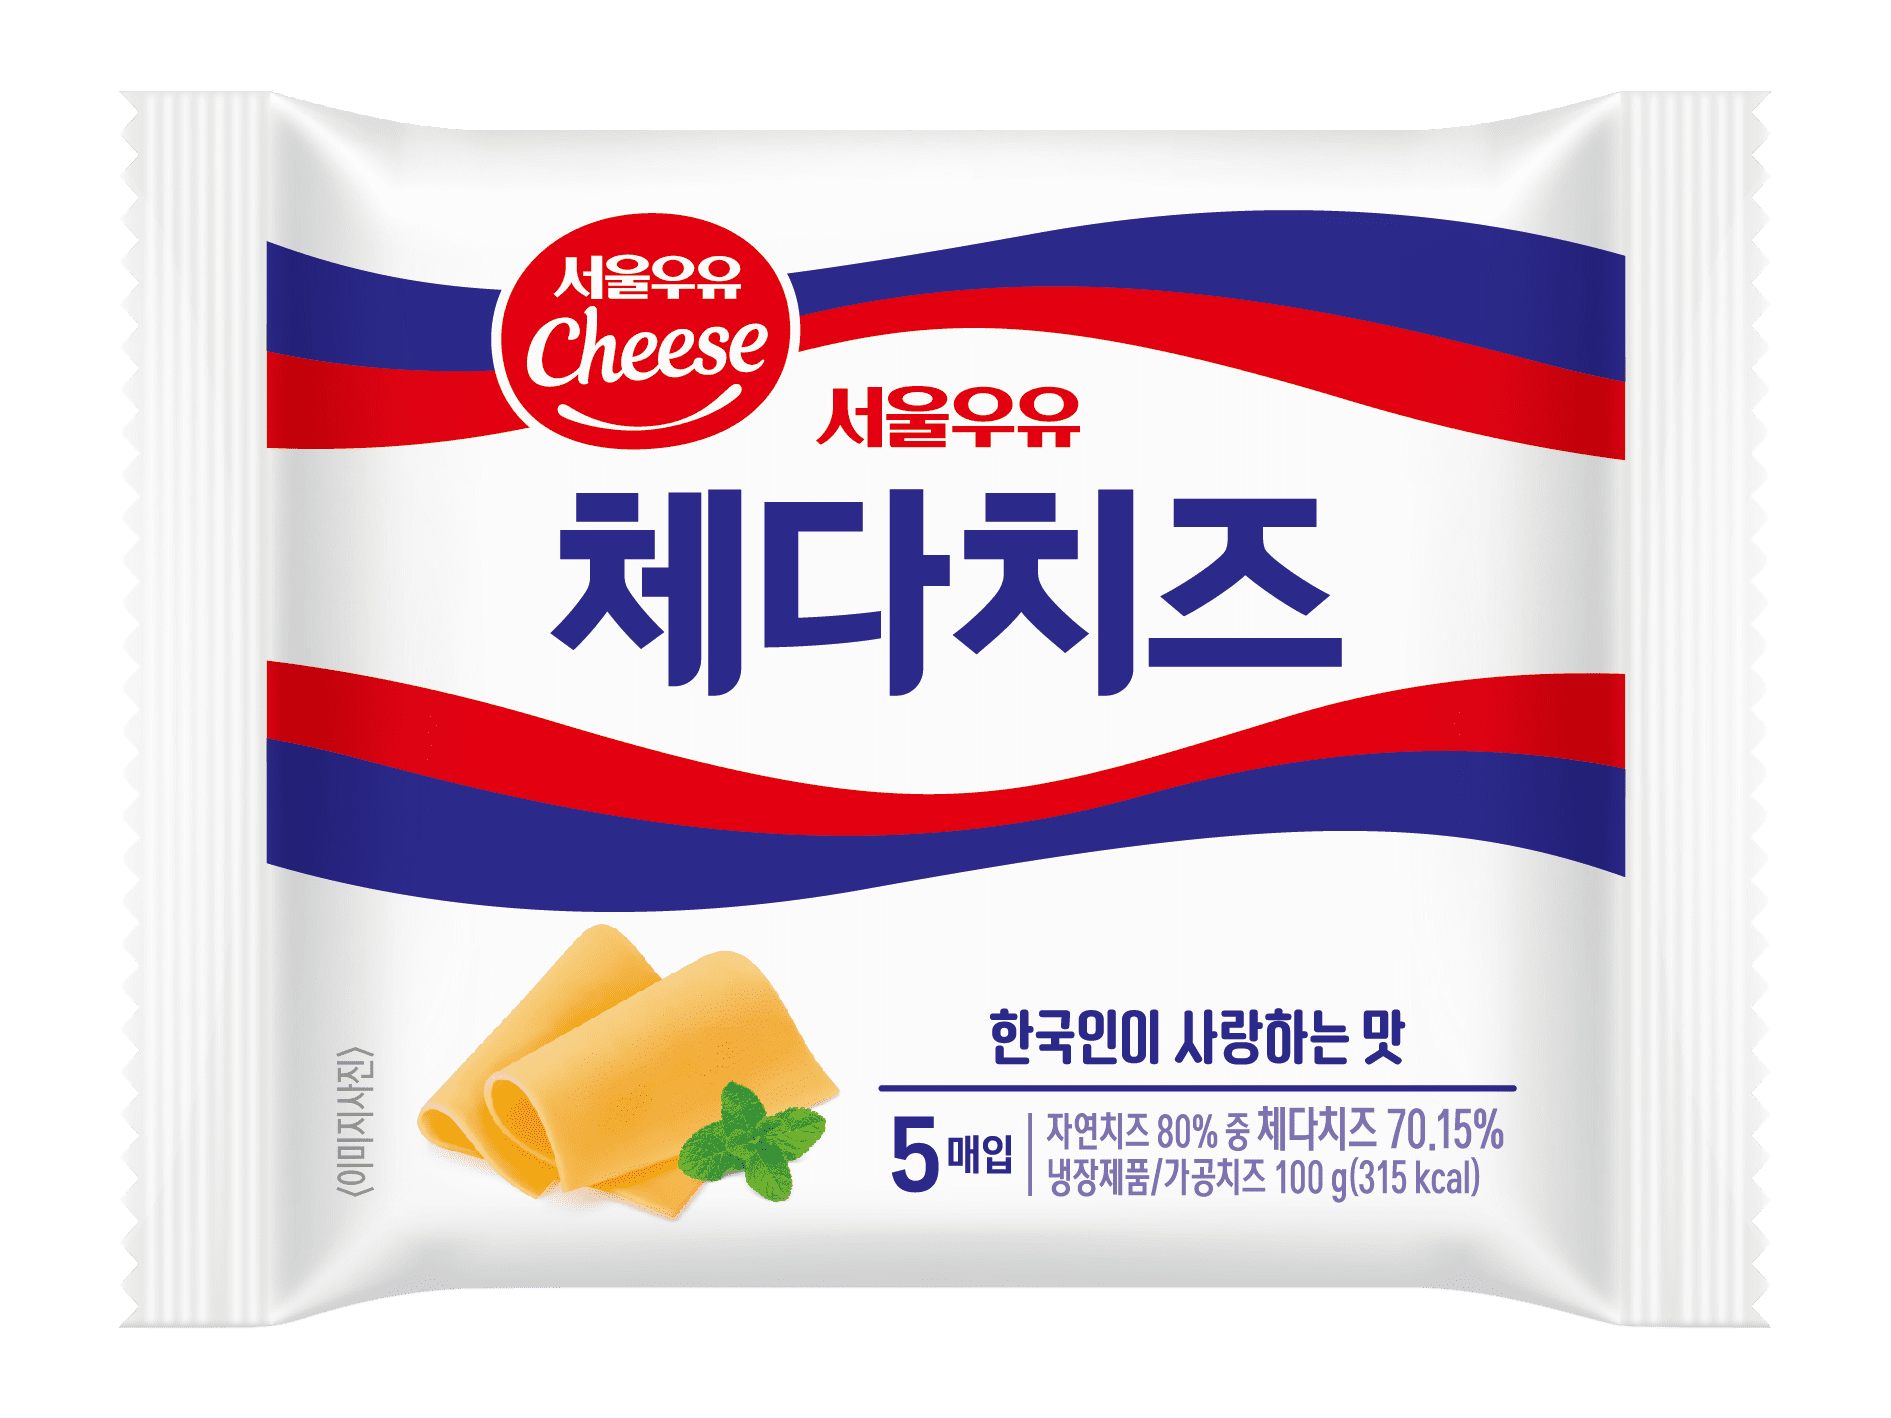 서울우유
Cheese
서울우유
체다치즈
한국인이 사랑하는 맛
5매입
자연치즈 80% 중 체다치즈 70.15%
냉장제품/가공치즈 100 g(315 kcal)
<이미지사진>